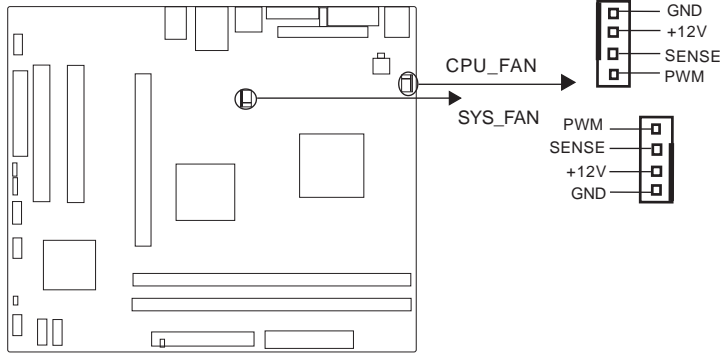 GND
+12V
SENSE
PWM
CPU_FAN
SYS_FAN
PWM
SENSE
+12V
GND